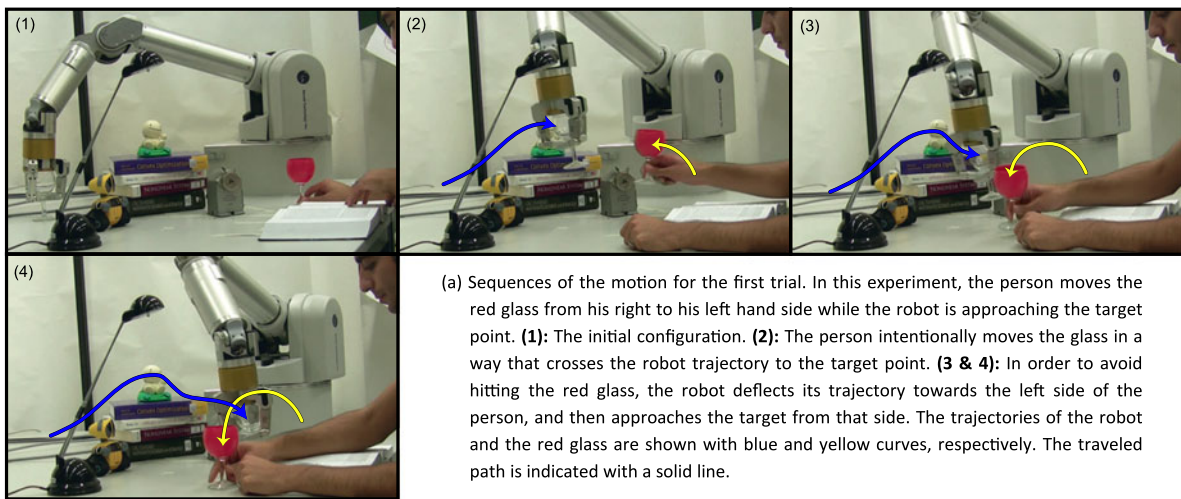 (1)
(2)
(3)
(4)
(a) Sequences of the motion for the first trial. In this experiment, the person moves the
red glass from his right to his left hand side while the robot is approaching the target
point. (1): The initial configuration. (2): The person intentionally moves the glass in a
way that crosses the robot trajectory to the target point. (3 & 4): In order to avoid
hitting the red glass, the robot deflects its trajectory towards the left side of the
person, and then approaches the target from that side. The trajectories of the robot
and the red glass are shown with blue and yellow curves, respectively. The traveled
path is indicated with a solid line.